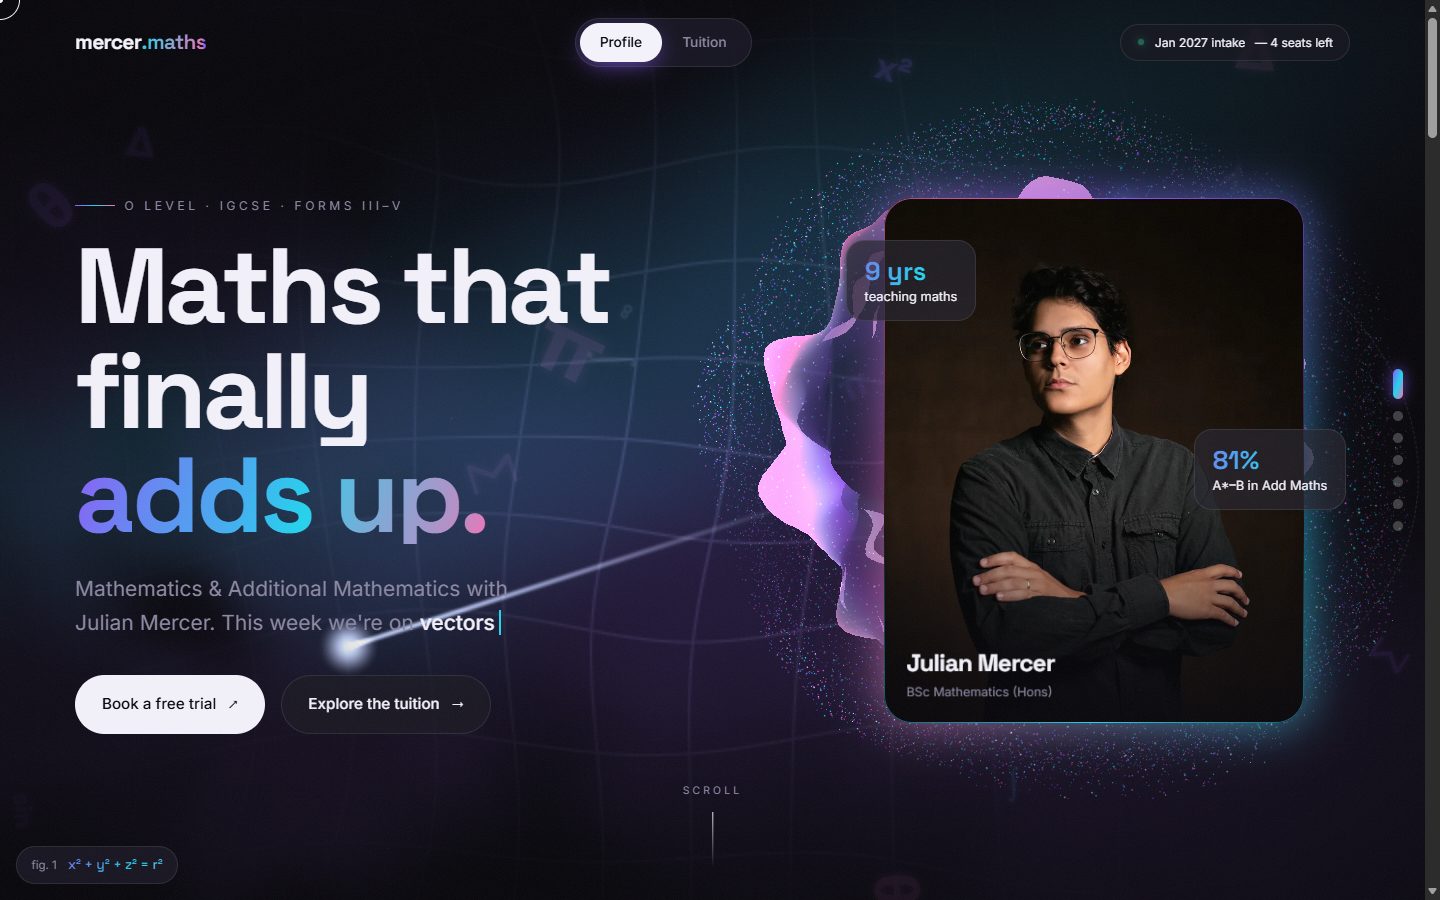 mercer.maths
Profile
Tuition
Jan 2027 intake — 4 seats left
O LEVEL · IGCSE · FORMS III–V
Maths that
finally
adds up.
Mathematics & Additional Mathematics with
Julian Mercer. This week we're on vectors
Book a free trial ↗
Explore the tuition →
9 yrs
teaching maths
81%
A*–B in Add Maths
Julian Mercer
BSc Mathematics (Hons)
SCROLL
fig. 1 x² + y² + z² = r²
x²
Δ
π